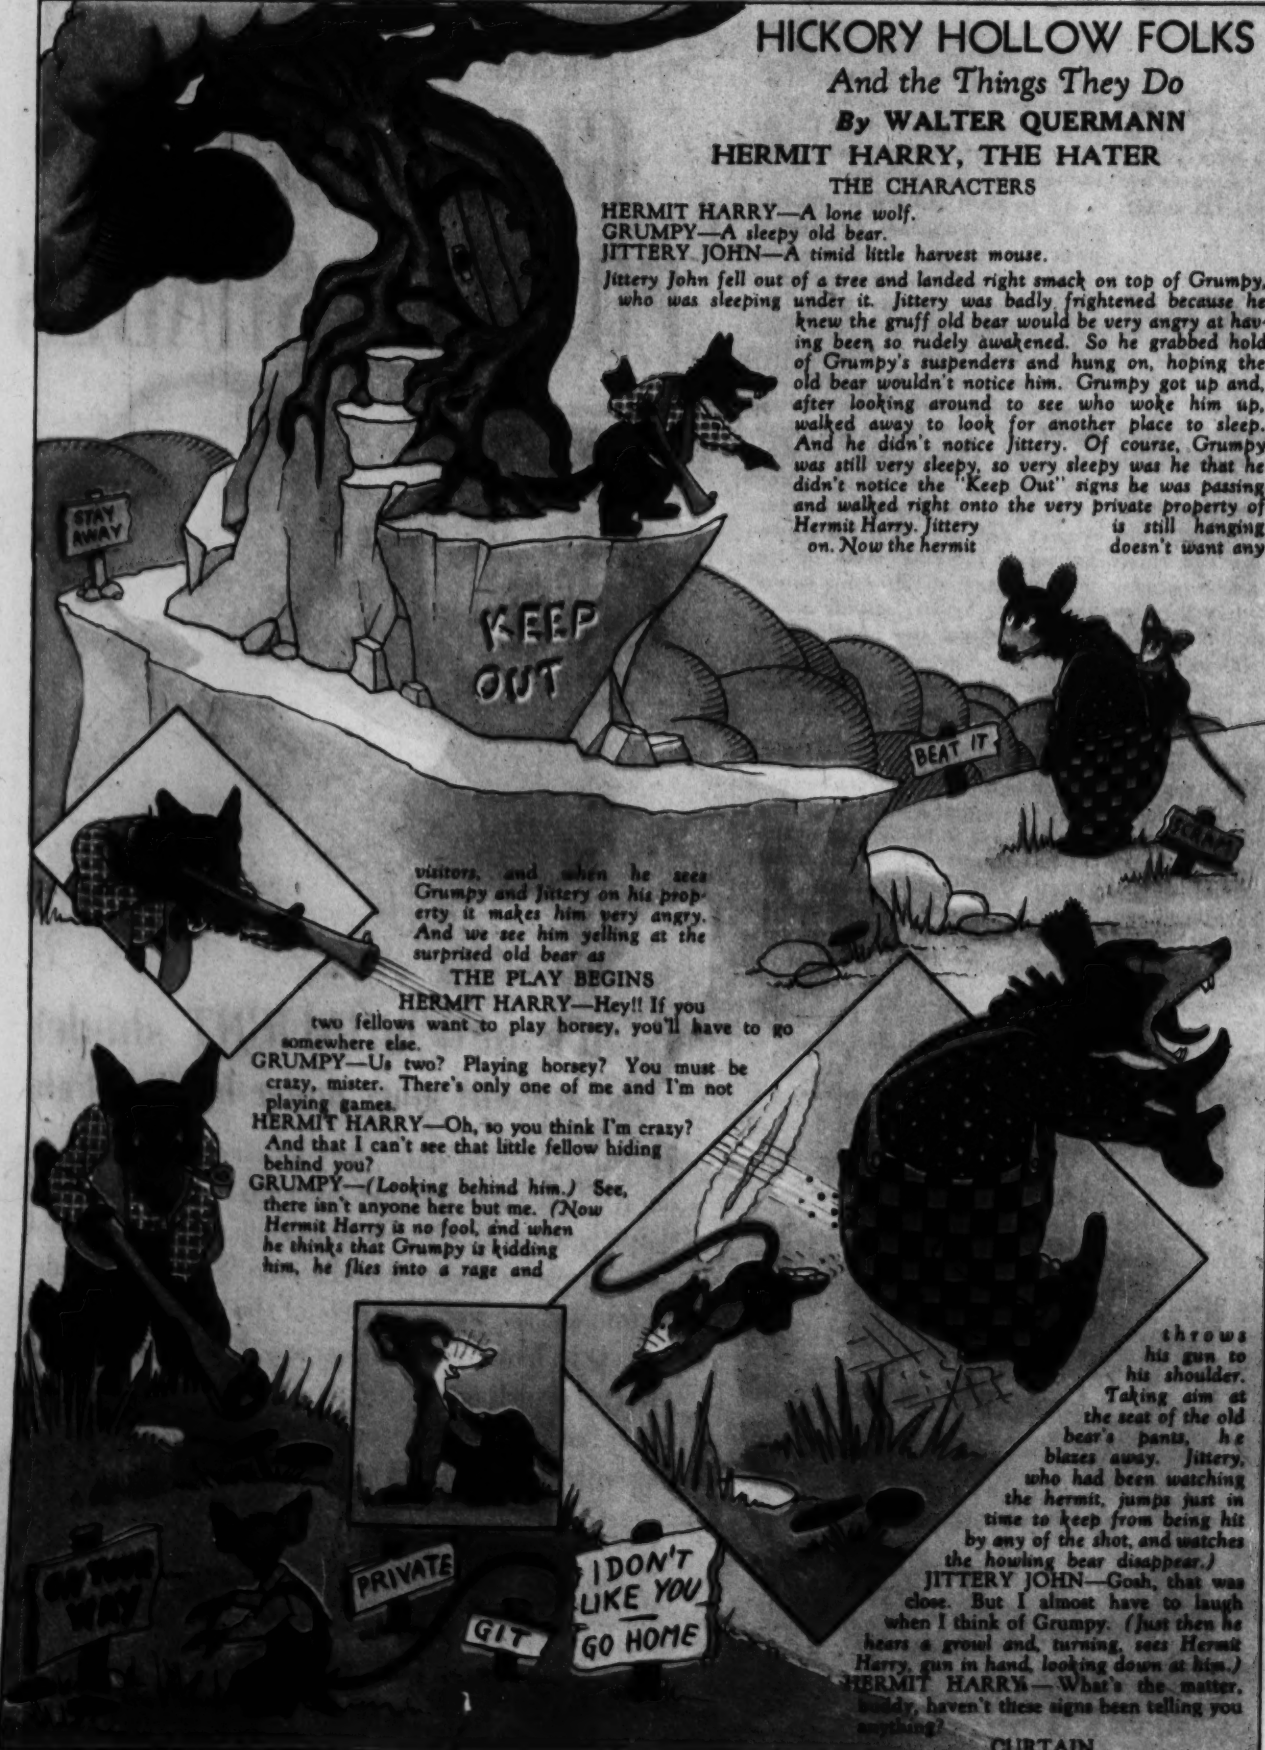 HICKORY HOLLOW FOLKS
And the Things They Do
By WALTER QUERMANN
HERMIT HARRY, THE HATER
THE CHARACTERS
HERMIT HARRY—A lone wolf.
GRUMPY—A sleepy old bear.
JITTERY JOHN—A timid little harvest mouse.
Jittery John fell out of a tree and landed right smack on top of Grumpy,
who was sleeping under it. Jittery was badly frightened because he
knew the gruff old bear would be very angry at hav-
ing been so rudely awakened. So he grabbed hold
of Grumpy's suspenders and hung on, hoping the
old bear wouldn't notice him. Grumpy got up and,
after looking around to see who woke him up,
walked away to look for another place to sleep.
And he didn't notice Jittery. Of course, Grumpy
was still very sleepy, so very sleepy was he that he
didn't notice the "Keep Out" signs he was passing
and walked right onto the very private property of
Hermit Harry. Jittery is still hanging
on. Now the hermit doesn't want any
STAY
AWAY
KEEP
OUT
BEAT IT
SCRAM
visitors, and when he sees
Grumpy and Jittery on his prop-
erty it makes him very angry.
And we see him yelling at the
surprised old bear as
THE PLAY BEGINS
HERMIT HARRY—Hey!! If you
two fellows want to play horsey, you'll have to go
somewhere else.
GRUMPY—Us two? Playing horsey? You must be
crazy, mister. There's only one of me and I'm not
playing games.
HERMIT HARRY—Oh, so you think I'm crazy?
And that I can't see that little fellow hiding
behind you?
GRUMPY—(Looking behind him.) See,
there isn't anyone here but me. (Now
Hermit Harry is no fool, and when
he thinks that Grumpy is kidding
him, he flies into a rage and
throws
his gun to
his shoulder.
Taking aim at
the seat of the old
bear's pants, he
blazes away. Jittery,
who had been watching
the hermit, jumps just in
time to keep from being hit
by any of the shot, and watches
the howling bear disappear.)
JITTERY JOHN—Gosh, that was
close. But I almost have to laugh
when I think of Grumpy. (Just then he
hears a growl and, turning, sees Hermit
Harry, gun in hand, looking down at him.)
HERMIT HARRY—What's the matter,
buddy, haven't these signs been telling you
anything?
CURTAIN
WAY
PRIVATE
GIT
I DON'T
LIKE YOU
GO HOME